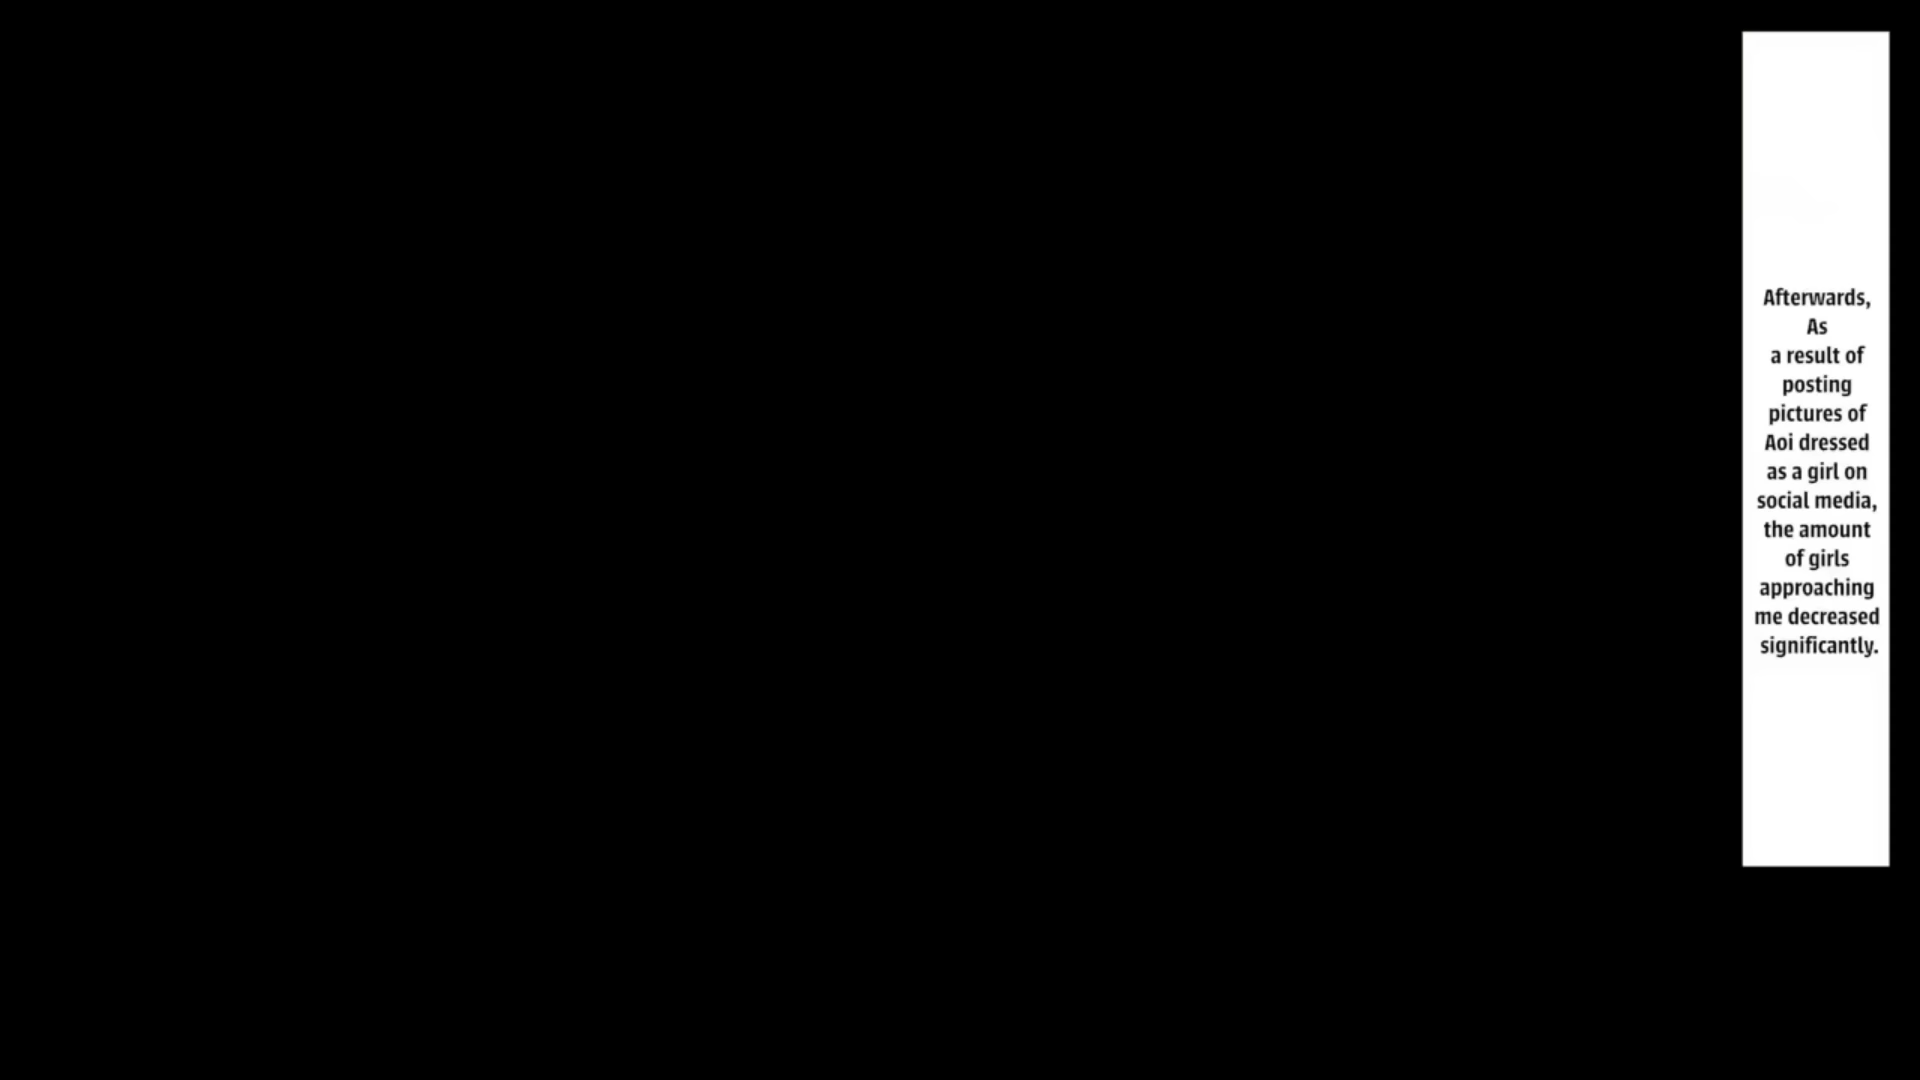 Afterwards,
As
a result of
posting
pictures of
Aoi dressed
as a girl on
social media,
the amount
of girls
approaching
me decreased
significantly.